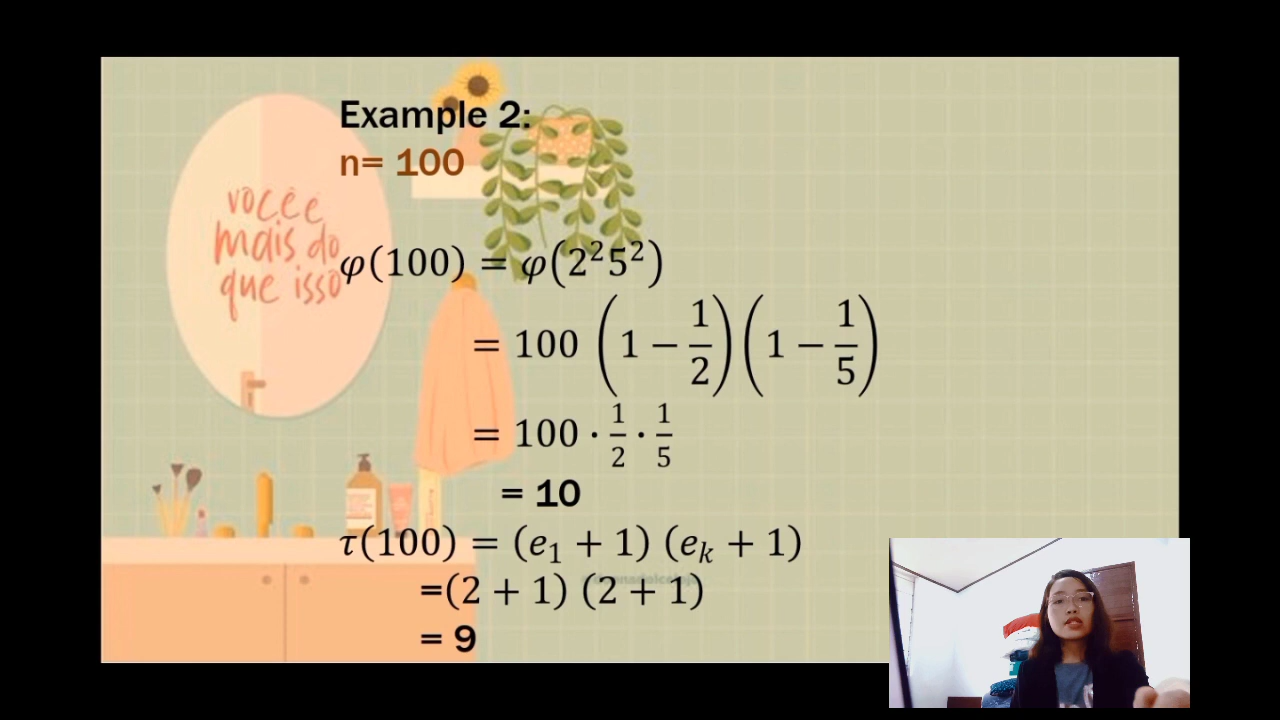 Example 2:
n= 100
você é
mais do
que isso
φ(100) = φ(2²5²)
= 100 (1 − 1/2)(1 − 1/5)
= 100 · 1/2 · 1/5
= 10
τ(100) = (e₁ + 1) (eₖ + 1)
=(2 + 1) (2 + 1)
= 9